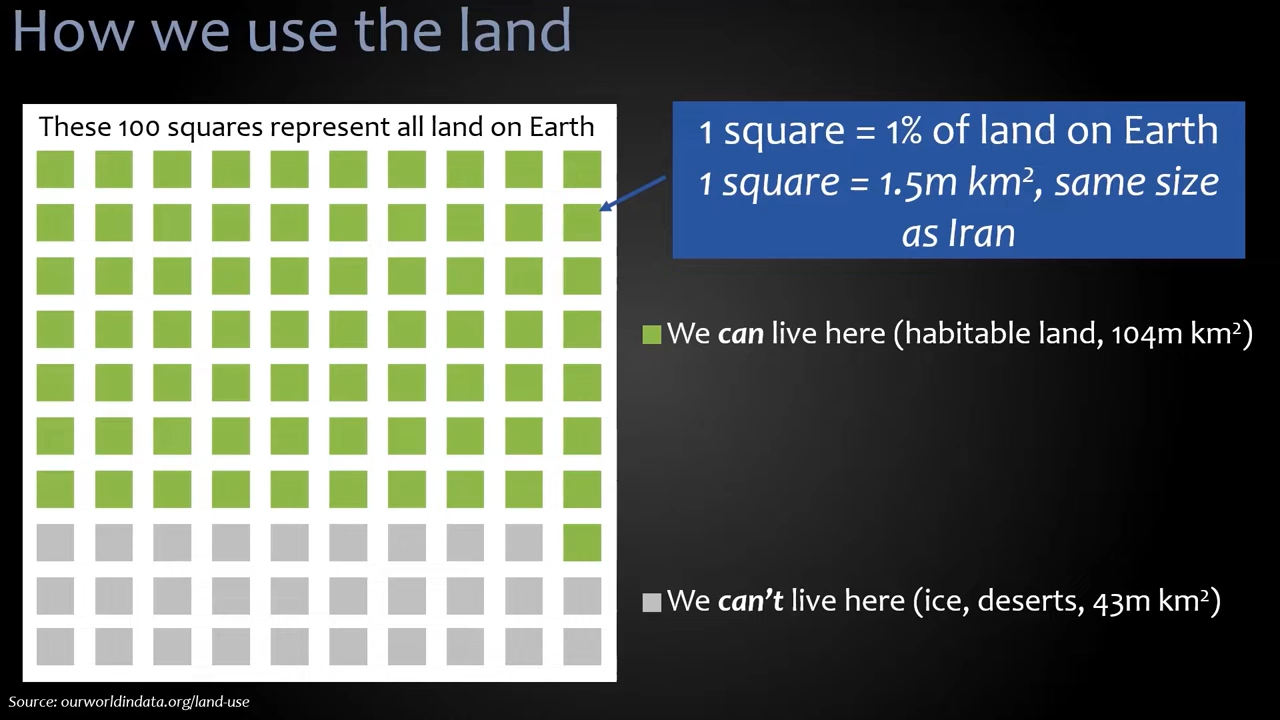 How we use the land
These 100 squares represent all land on Earth
1 square = 1% of land on Earth
1 square = 1.5m km², same size
as Iran
We can live here (habitable land, 104m km²)
We can't live here (ice, deserts, 43m km²)
Source: ourworldindata.org/land-use